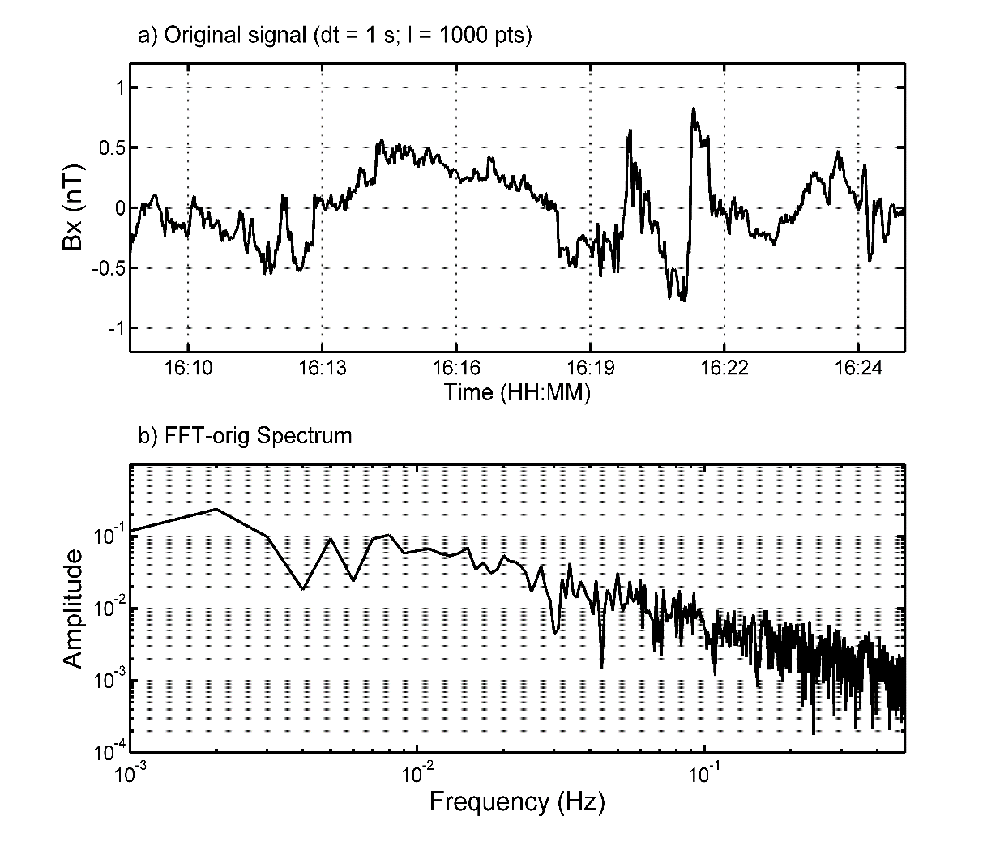 a) Original signal (dt = 1 s; l = 1000 pts)
1
0.5
0
-0.5
-1
Bx (nT)
16:10 16:13 16:16 16:19 16:22 16:24
Time (HH:MM)
b) FFT-orig Spectrum
10^-1
10^-2
10^-3
10^-4
Amplitude
10^-3 10^-2 10^-1
Frequency (Hz)